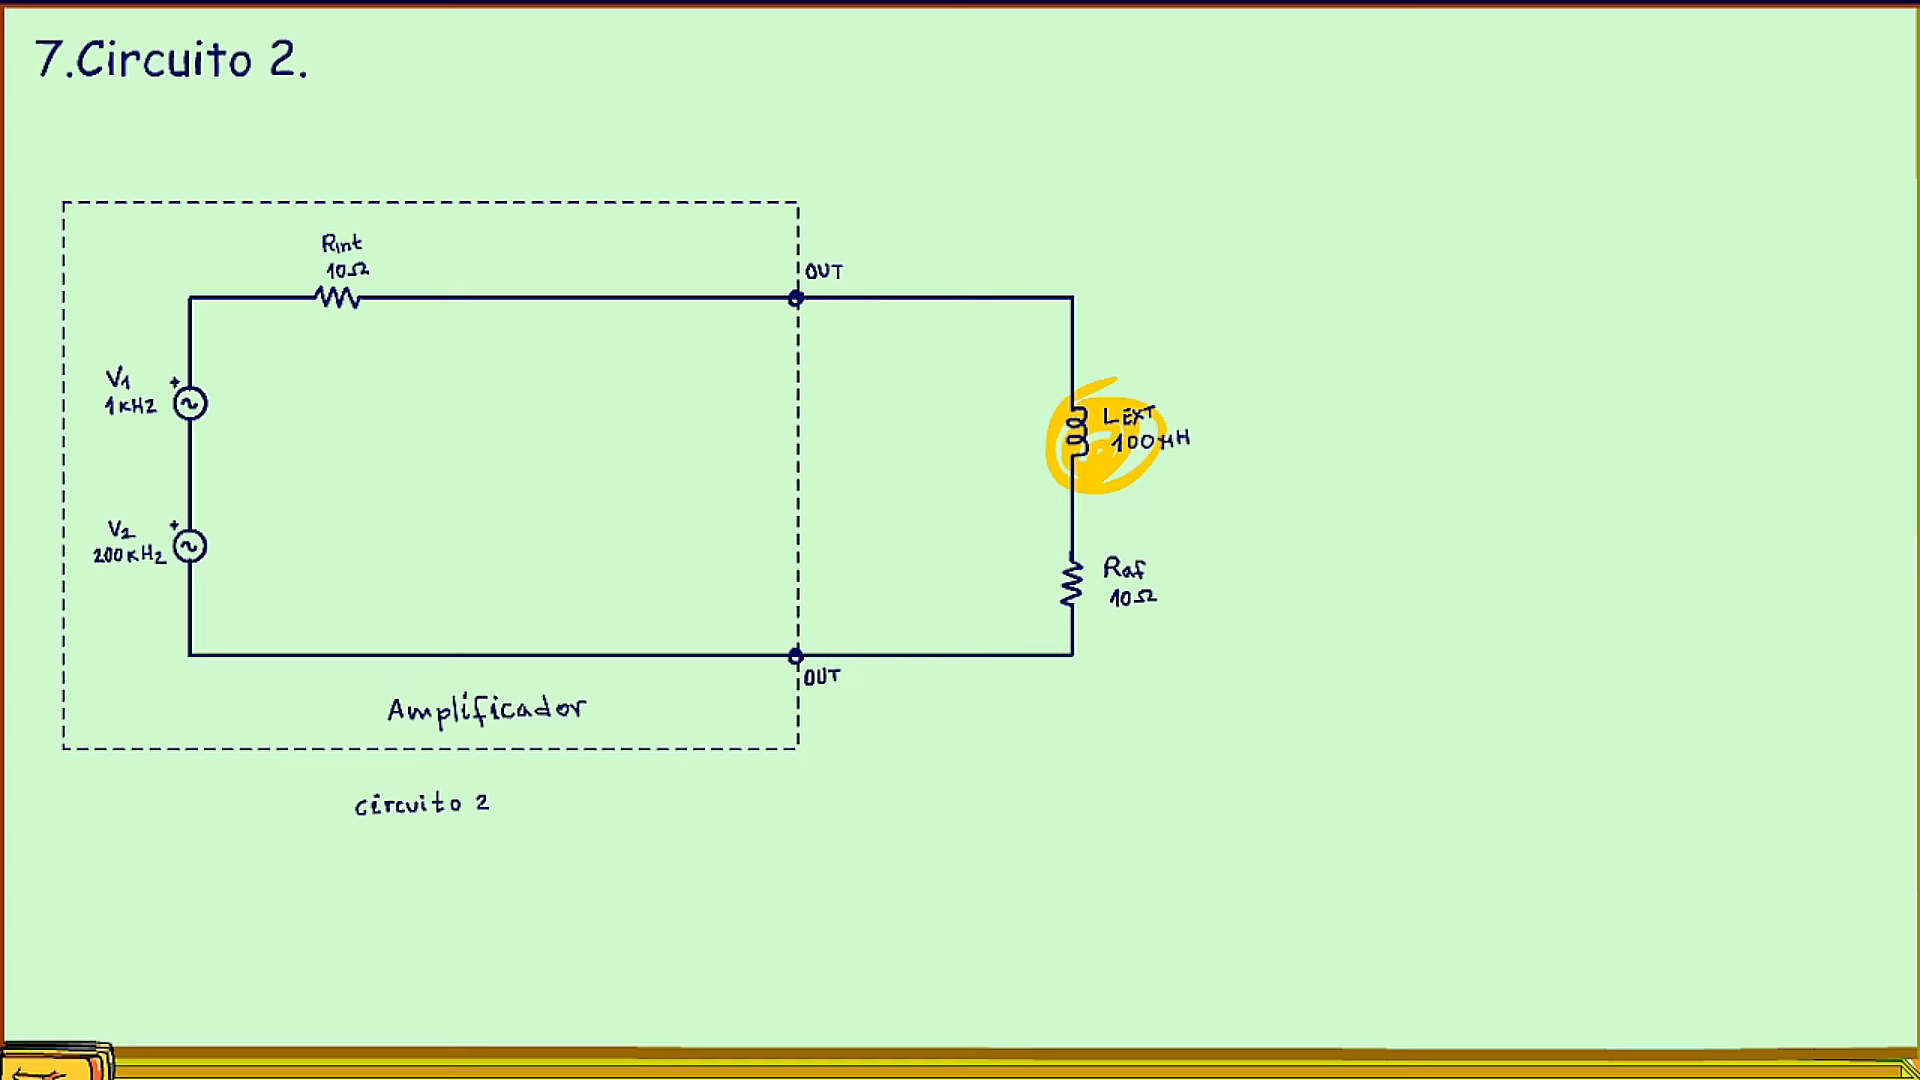 7.Circuito 2.
Rint
10Ω
OUT
V1
1KHZ
LEXT
100µH
V2
200KHz
Raf
10Ω
OUT
Amplificador
circuito 2